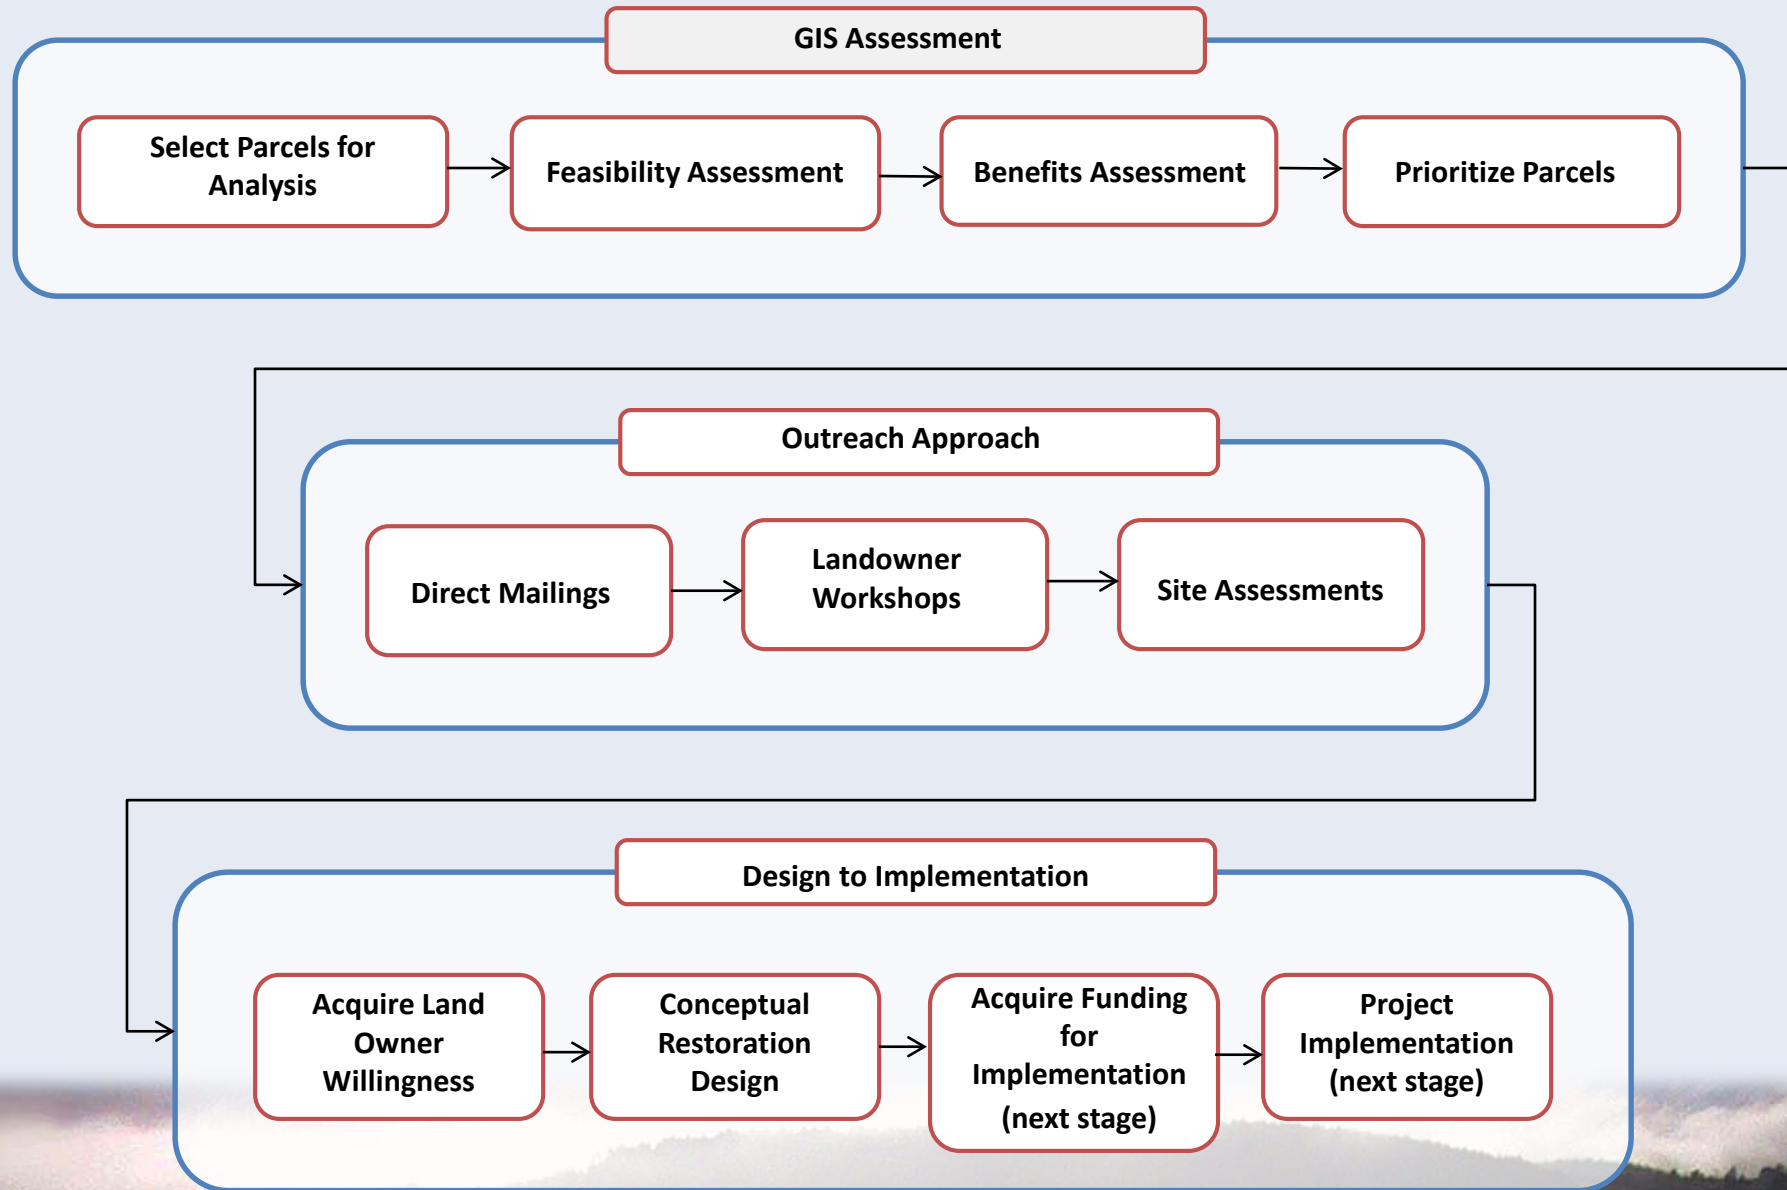 GIS Assessment
Select Parcels for
Analysis
Feasibility Assessment
Benefits Assessment
Prioritize Parcels
Outreach Approach
Direct Mailings
Landowner
Workshops
Site Assessments
Design to Implementation
Acquire Land
Owner
Willingness
Conceptual
Restoration
Design
Acquire Funding
for
Implementation
(next stage)
Project
Implementation
(next stage)